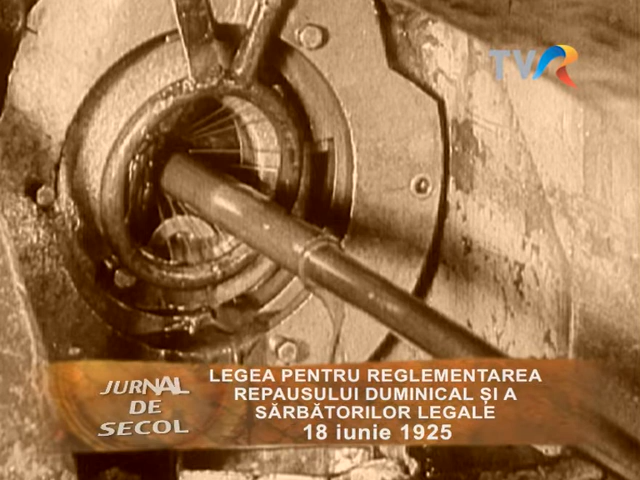 TVR
LEGEA PENTRU REGLEMENTAREA
REPAUSULUI DUMINICAL ȘI A
SĂRBĂTORILOR LEGALE
18 iunie 1925
JURNAL
DE
SECOL